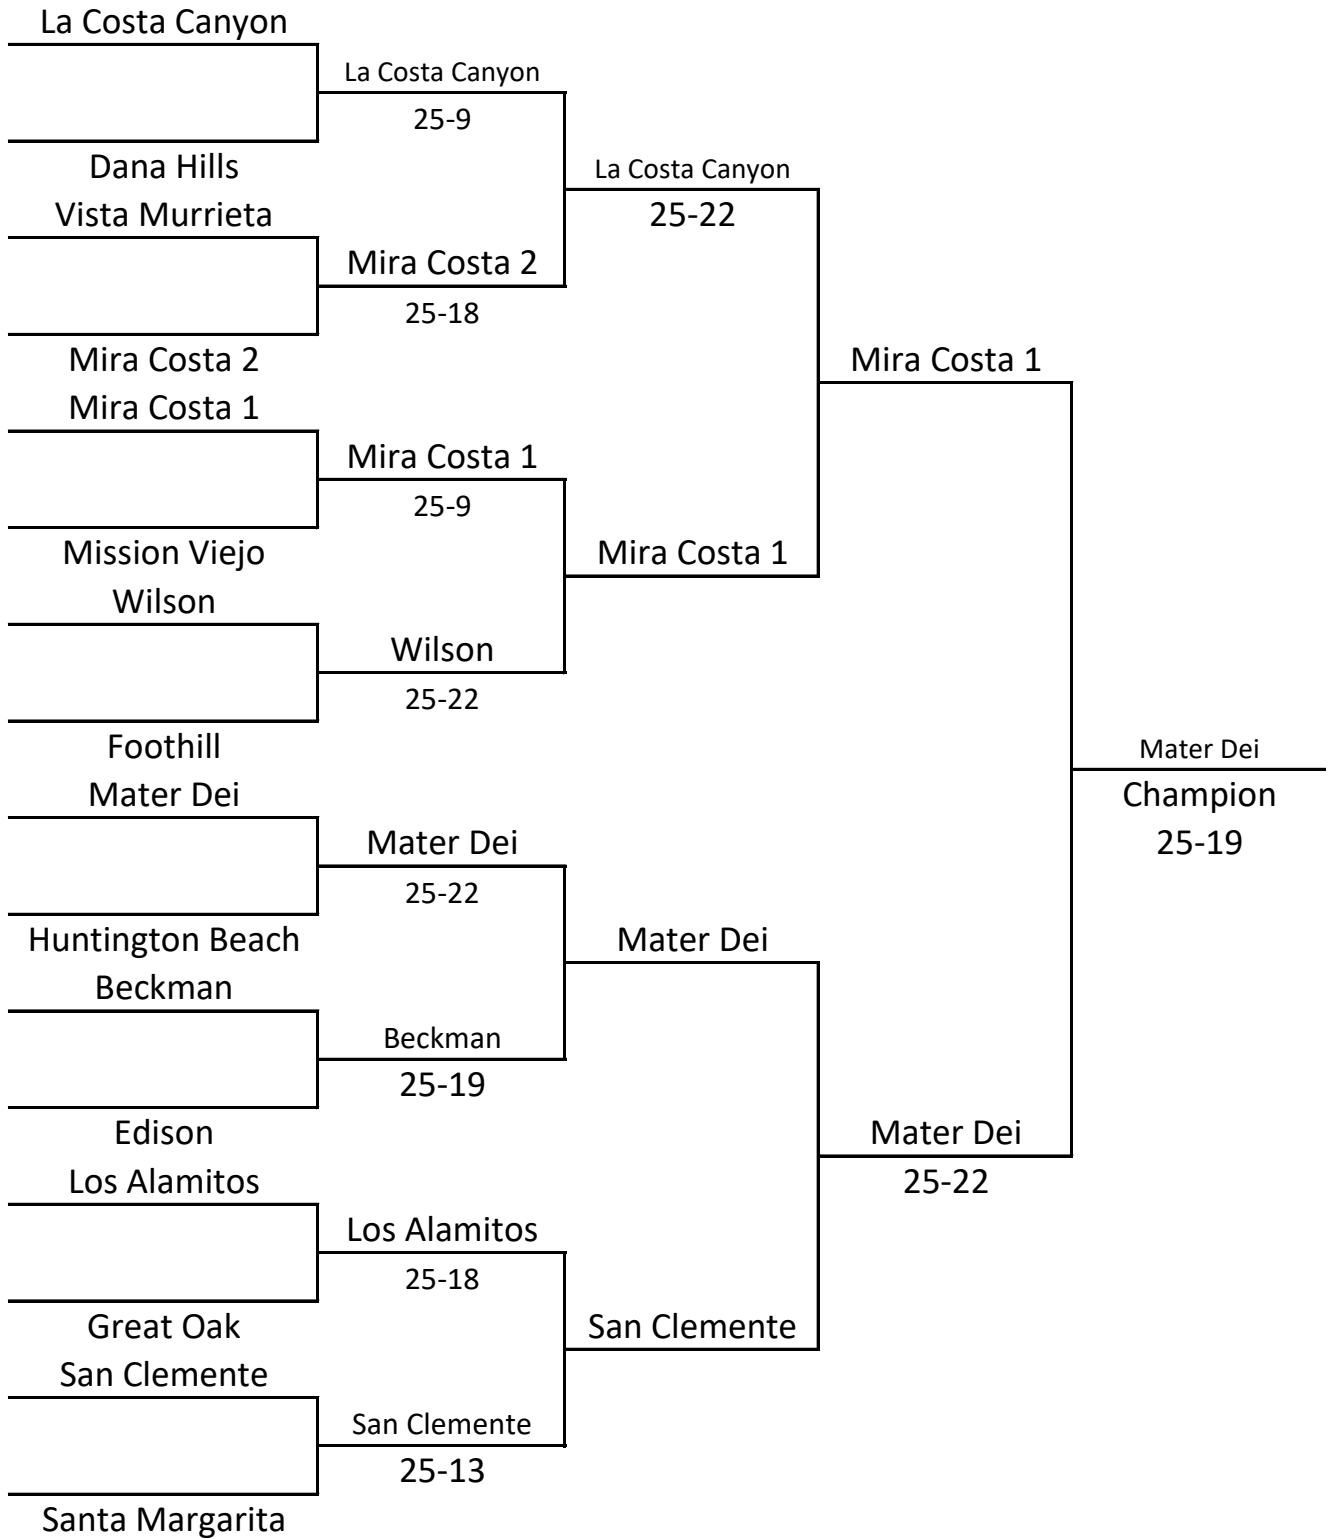 La Costa Canyon
La Costa Canyon
25-9
Dana Hills
La Costa Canyon
Vista Murrieta
25-22
Mira Costa 2
25-18
Mira Costa 2
Mira Costa 1
Mira Costa 1
Mira Costa 1
25-9
Mission Viejo
Mira Costa 1
Wilson
Wilson
25-22
Foothill
Mater Dei
Mater Dei
Champion
25-19
Mater Dei
25-22
Huntington Beach
Mater Dei
Beckman
Beckman
25-19
Edison
Mater Dei
Los Alamitos
25-22
Los Alamitos
25-18
Great Oak
San Clemente
San Clemente
San Clemente
25-13
Santa Margarita